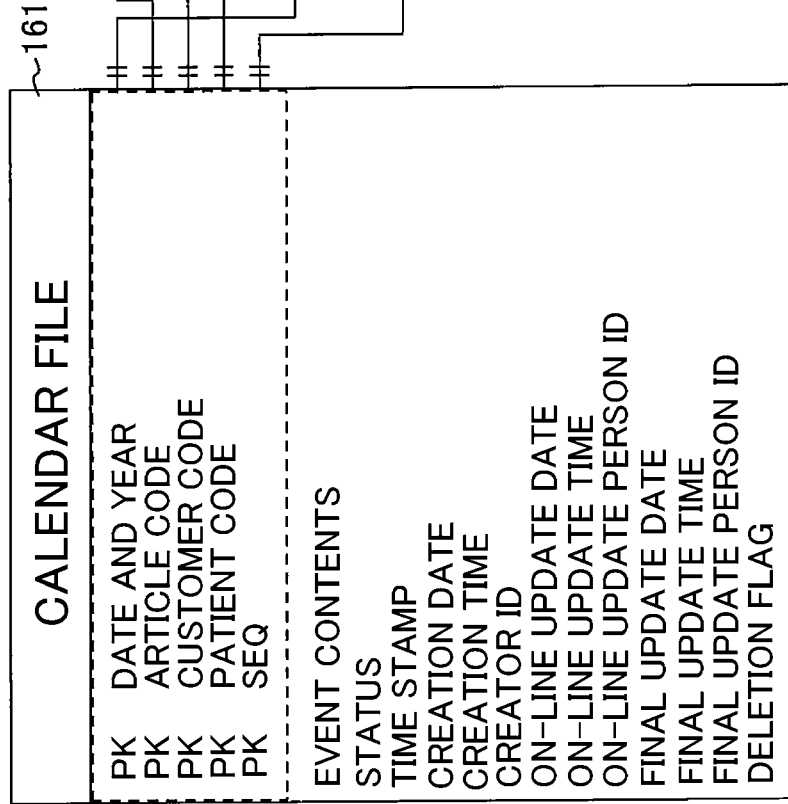 161
CALENDAR FILE
PK DATE AND YEAR
PK ARTICLE CODE
PK CUSTOMER CODE
PK PATIENT CODE
PK SEQ
EVENT CONTENTS
STATUS
TIME STAMP
CREATION DATE
CREATION TIME
CREATOR ID
ON-LINE UPDATE DATE
ON-LINE UPDATE TIME
ON-LINE UPDATE PERSON ID
FINAL UPDATE DATE
FINAL UPDATE TIME
FINAL UPDATE PERSON ID
DELETION FLAG